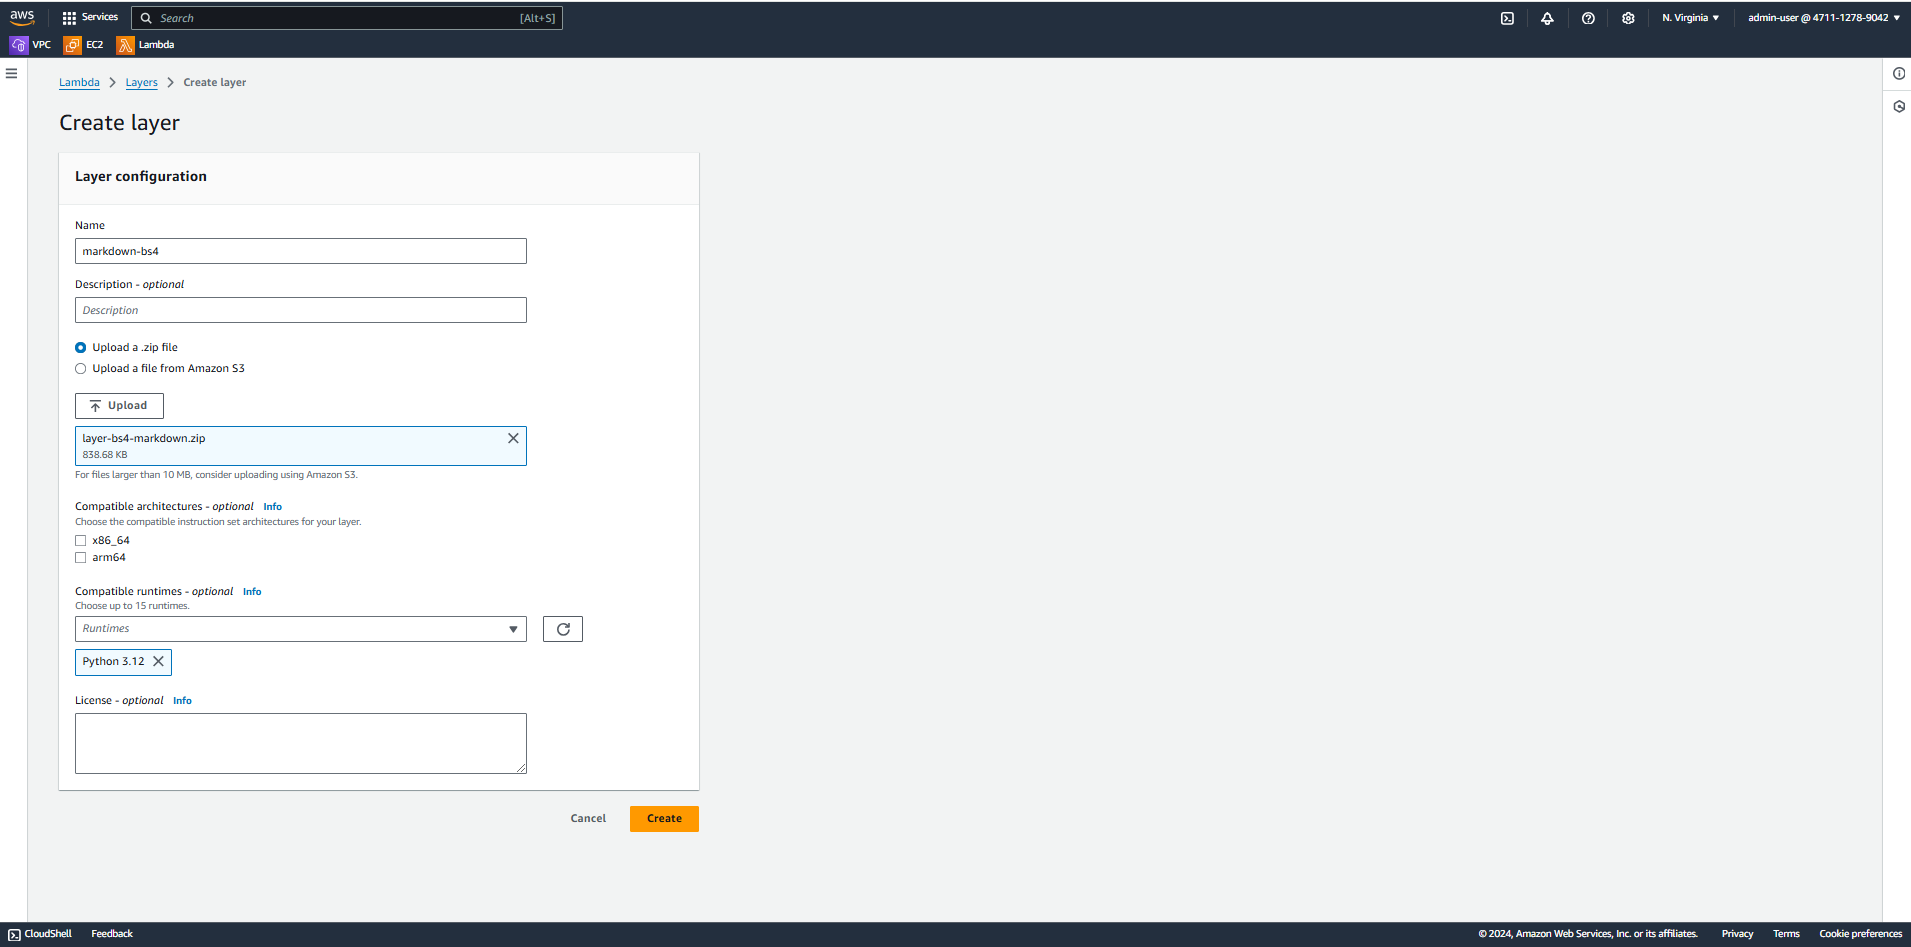 aws Services Search [Alt+S] N. Virginia admin-user @ 4711-1278-9042
VPC EC2 Lambda
Lambda Layers Create layer
Create layer
Layer configuration
Name
markdown-bs4
Description - optional
Description
Upload a .zip file
Upload a file from Amazon S3
Upload
layer-bs4-markdown.zip
838.68 KB
For files larger than 10 MB, consider uploading using Amazon S3.
Compatible architectures - optional Info
Choose the compatible instruction set architectures for your layer.
x86_64
arm64
Compatible runtimes - optional Info
Choose up to 15 runtimes.
Runtimes
Python 3.12
License - optional Info
Cancel Create
CloudShell Feedback © 2024, Amazon Web Services, Inc. or its affiliates. Privacy Terms Cookie preferences